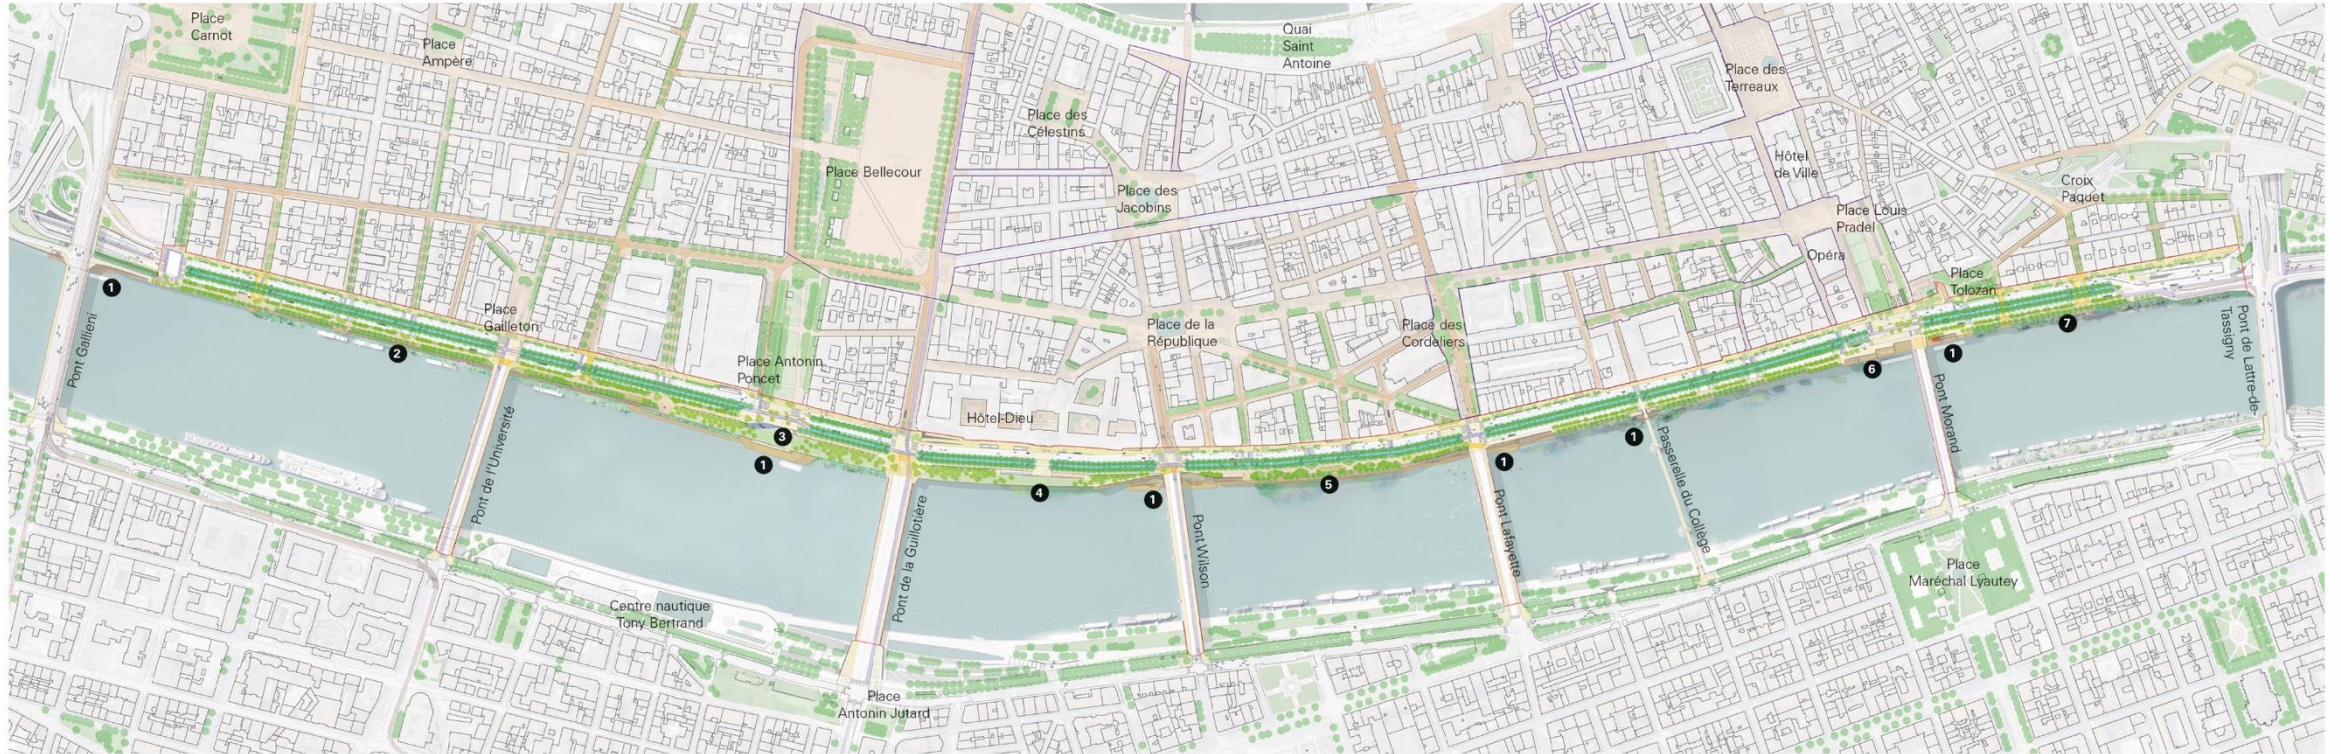 Place
Carnot
Place
Ampère
Quai
Saint
Antoine
Place des
Terreaux
Place des
Célestins
Place Bellecour
Place des
Jacobins
Hôtel
de Ville
Croix
Paquet
Place Louis
Pradel
Opéra
Place
Tolozan
1
Pont Gallieni
2
Place
Gailleton
Pont de l'Université
Place Antonin
Poncet
3
1
Hôtel-Dieu
Pont de la Guillotière
4
Place de la
République
1
Pont Wilson
5
Place des
Cordeliers
1
Pont Lafayette
1
Passerelle du Collège
6
1
Pont Morand
7
Pont de Lattre-de-
Tassigny
Centre nautique
Tony Bertrand
Place
Antonin Jutard
Place
Maréchal Lyautey